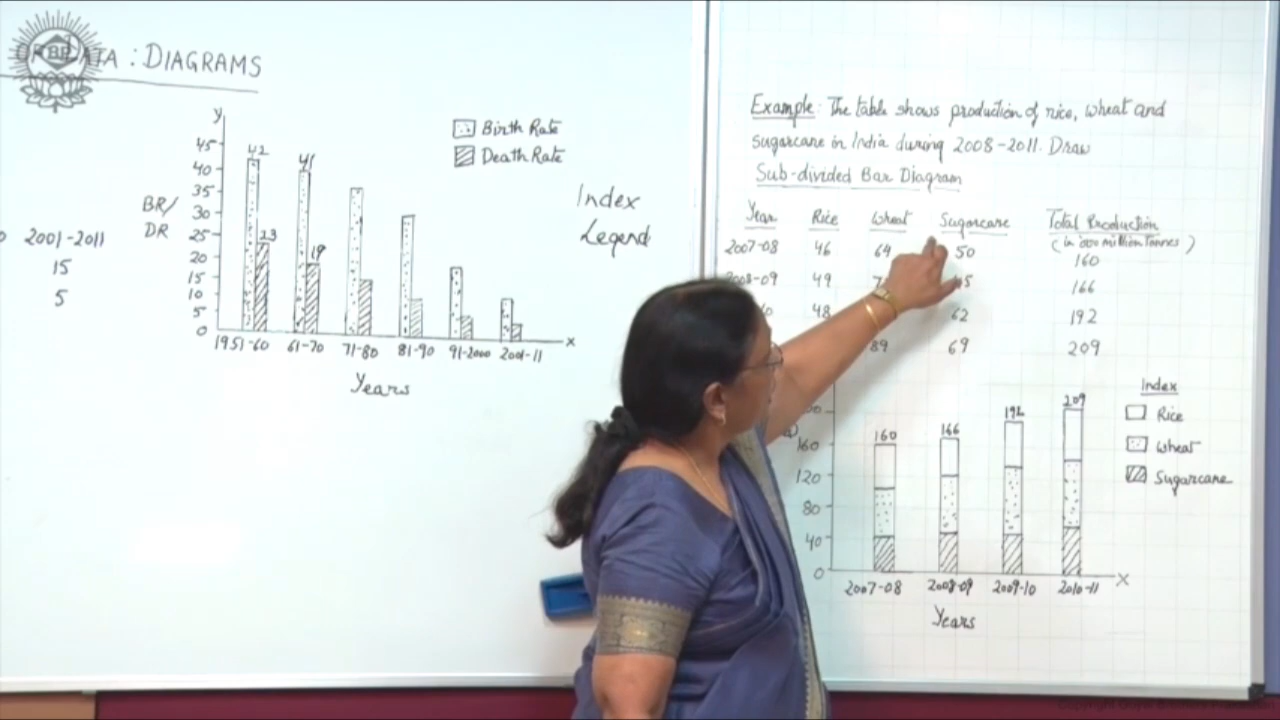 DATA : DIAGRAMS
y
Birth Rate
Death Rate
Index
Legend
BR/
DR
45
40
35
30
25
20
15
10
5
0
42
41
23
19
1951-60 61-70 71-80 81-90 91-2000 2001-11 x
Years
2001-2011
15
5
Example: The table shows production of rice, wheat and
sugarcane in India during 2008-2011. Draw
Sub-divided Bar Diagram
Year Rice Wheat Sugarcane Total Production
(in '000 million Tonnes)
2007-08 46 64 50 160
2008-09 49 166
48 62 192
89 69 209
Index
Rice
Wheat
Sugarcane
160
120
80
40
0
160 166 192 209
2007-08 2008-09 2009-10 2010-11 X
Years